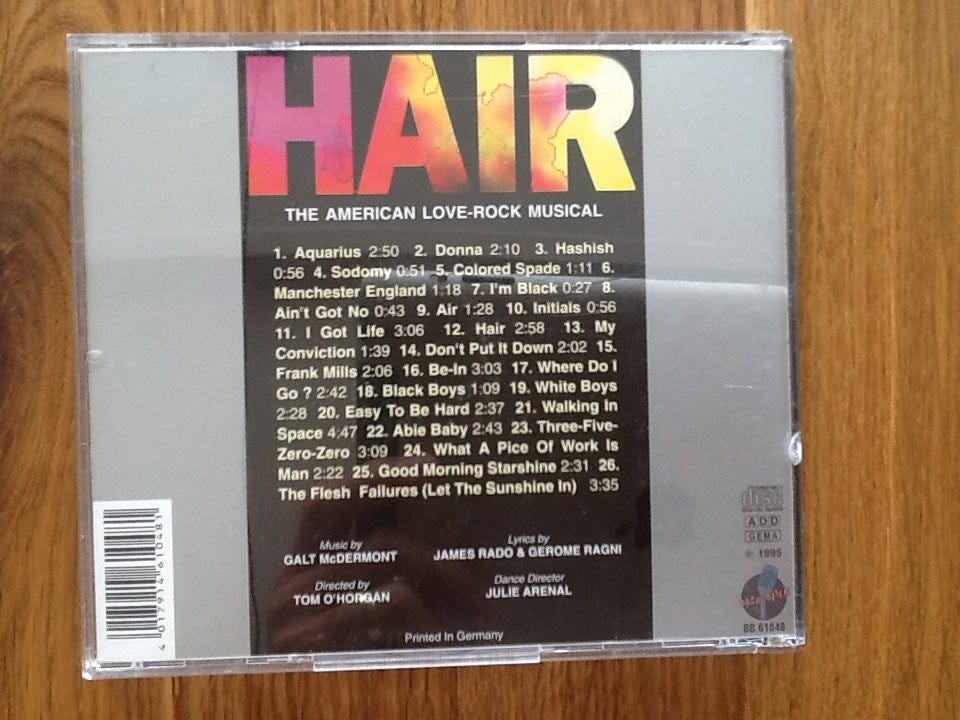 HAIR
THE AMERICAN LOVE-ROCK MUSICAL
1. Aquarius 2:50 2. Donna 2:10 3. Hashish
0:56 4. Sodomy 0:51 5. Colored Spade 1:11 6.
Manchester England 1:18 7. I'm Black 0:27 8.
Ain't Got No 0:43 9. Air 1:28 10. Initials 0:56
11. I Got Life 3:06 12. Hair 2:58 13. My
Conviction 1:39 14. Don't Put It Down 2:02 15.
Frank Mills 2:06 16. Be-In 3:03 17. Where Do I
Go ? 2:42 18. Black Boys 1:09 19. White Boys
2:28 20. Easy To Be Hard 2:37 21. Walking In
Space 4:47 22. Abie Baby 2:43 23. Three-Five-
Zero-Zero 3:09 24. What A Pice Of Work Is
Man 2:22 25. Good Morning Starshine 2:31 26.
The Flesh Failures (Let The Sunshine In) 3:35
Music by
GALT McDERMONT
Lyrics by
JAMES RADO & GEROME RAGNI
Directed by
TOM O'HORGAN
Dance Director
JULIE ARENAL
Printed in Germany
4 017914 610481
disc
DIGITAL AUDIO
ADD
GEMA
℗ 1995
BB 61048